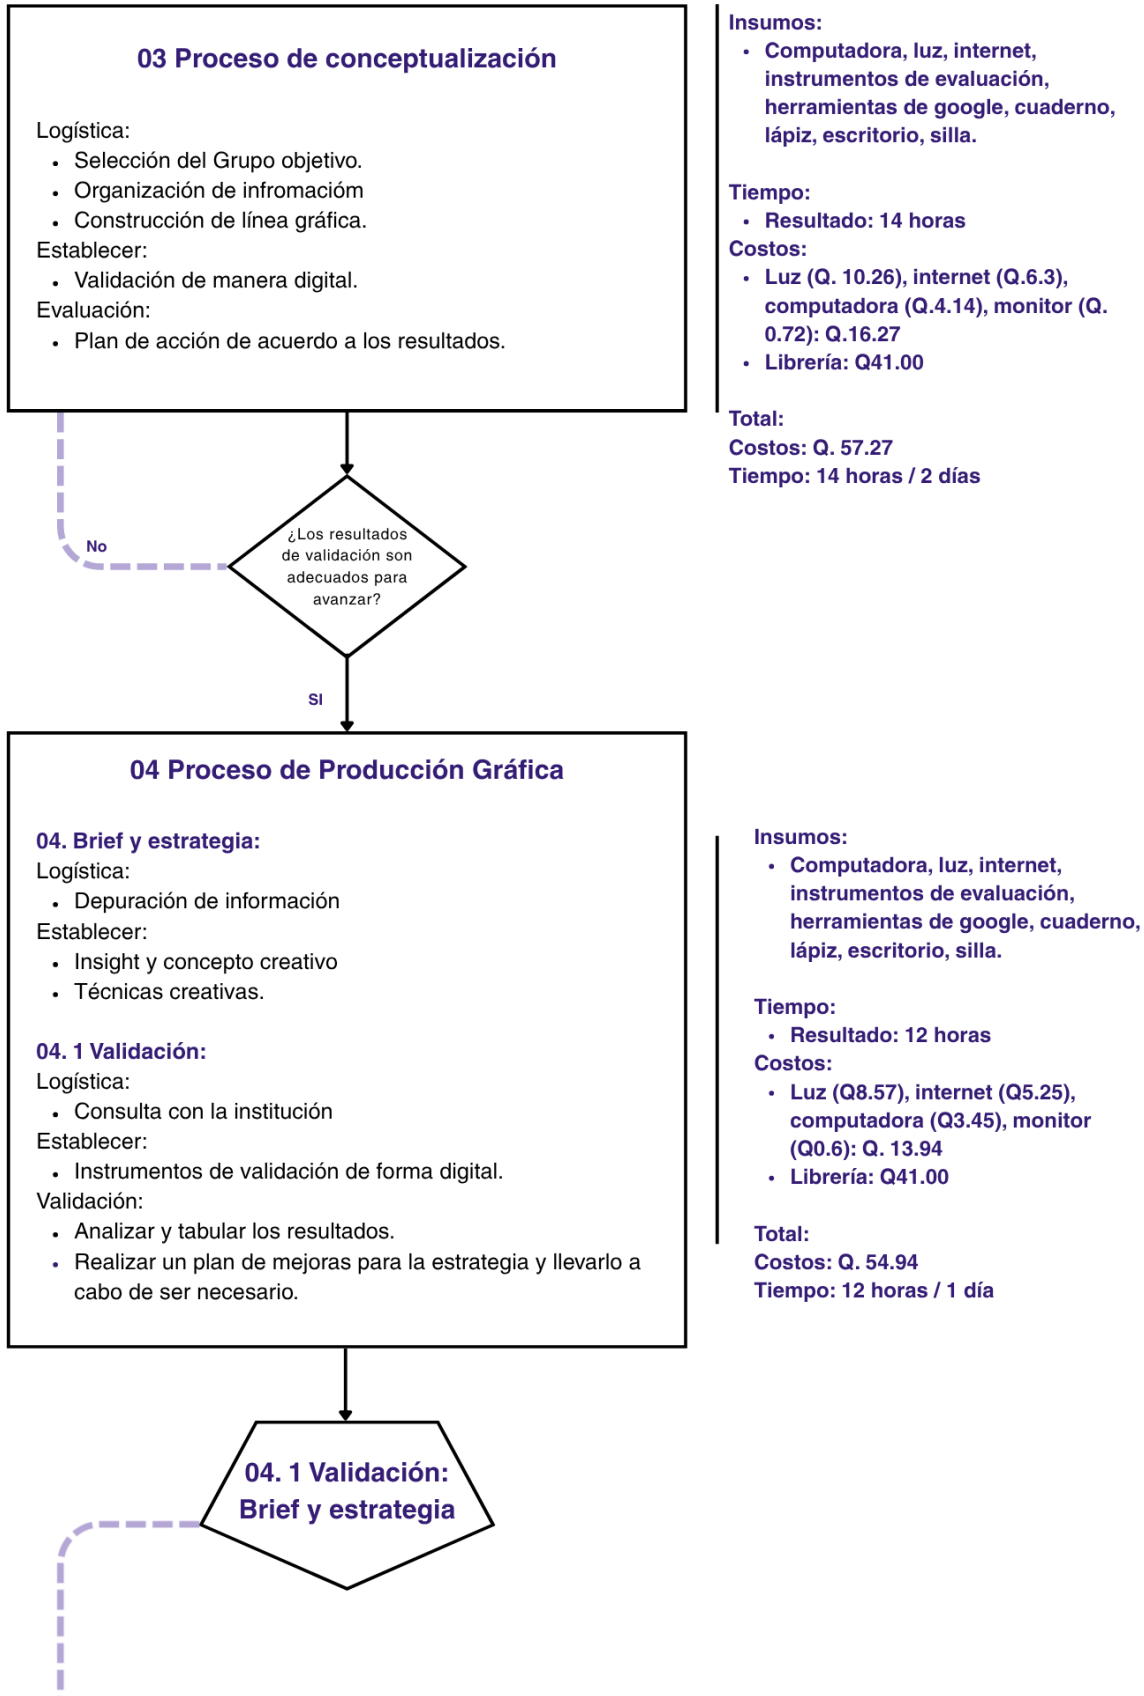 03 Proceso de conceptualización
Logística:
• Selección del Grupo objetivo.
• Organización de infromacióm
• Construcción de línea gráfica.
Establecer:
• Validación de manera digital.
Evaluación:
• Plan de acción de acuerdo a los resultados.
Insumos:
• Computadora, luz, internet,
instrumentos de evaluación,
herramientas de google, cuaderno,
lápiz, escritorio, silla.
Tiempo:
• Resultado: 14 horas
Costos:
• Luz (Q. 10.26), internet (Q.6.3),
computadora (Q.4.14), monitor (Q.
0.72): Q.16.27
• Librería: Q41.00
Total:
Costos: Q. 57.27
Tiempo: 14 horas / 2 días
No
¿Los resultados
de validación son
adecuados para
avanzar?
SI
04 Proceso de Producción Gráfica
04. Brief y estrategia:
Logística:
• Depuración de información
Establecer:
• Insight y concepto creativo
• Técnicas creativas.
04. 1 Validación:
Logística:
• Consulta con la institución
Establecer:
• Instrumentos de validación de forma digital.
Validación:
• Analizar y tabular los resultados.
• Realizar un plan de mejoras para la estrategia y llevarlo a
cabo de ser necesario.
Insumos:
• Computadora, luz, internet,
instrumentos de evaluación,
herramientas de google, cuaderno,
lápiz, escritorio, silla.
Tiempo:
• Resultado: 12 horas
Costos:
• Luz (Q8.57), internet (Q5.25),
computadora (Q3.45), monitor
(Q0.6): Q. 13.94
• Librería: Q41.00
Total:
Costos: Q. 54.94
Tiempo: 12 horas / 1 día
04. 1 Validación:
Brief y estrategia